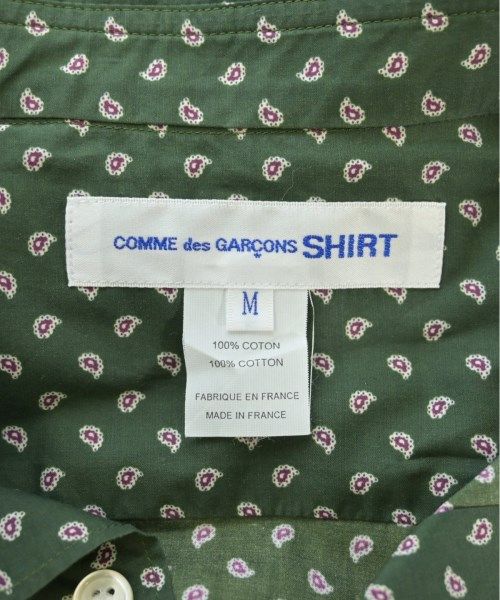 COMME des GARÇONS SHIRT
M
100% COTON
100% COTTON
FABRIQUE EN FRANCE
MADE IN FRANCE